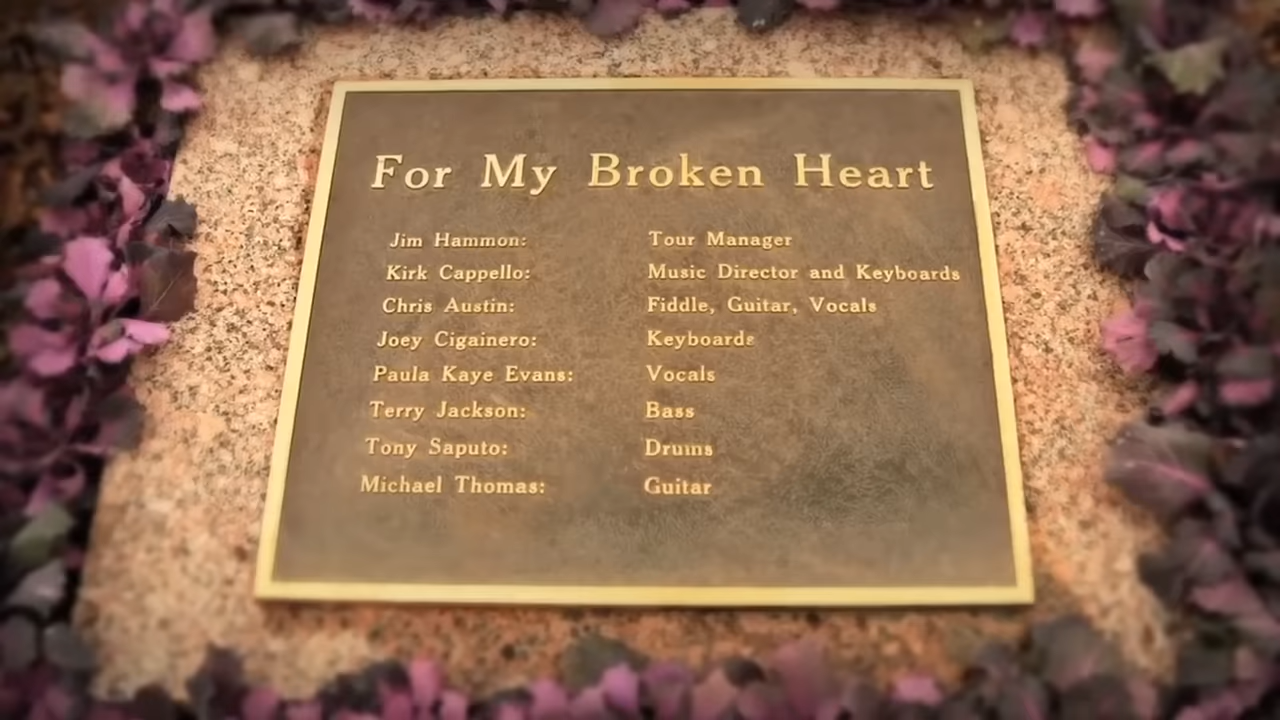 For My Broken Heart
Jim Hammon: Tour Manager
Kirk Cappello: Music Director and Keyboards
Chris Austin: Fiddle, Guitar, Vocals
Joey Cigainero: Keyboards
Paula Kaye Evans: Vocals
Terry Jackson: Bass
Tony Saputo: Drums
Michael Thomas: Guitar